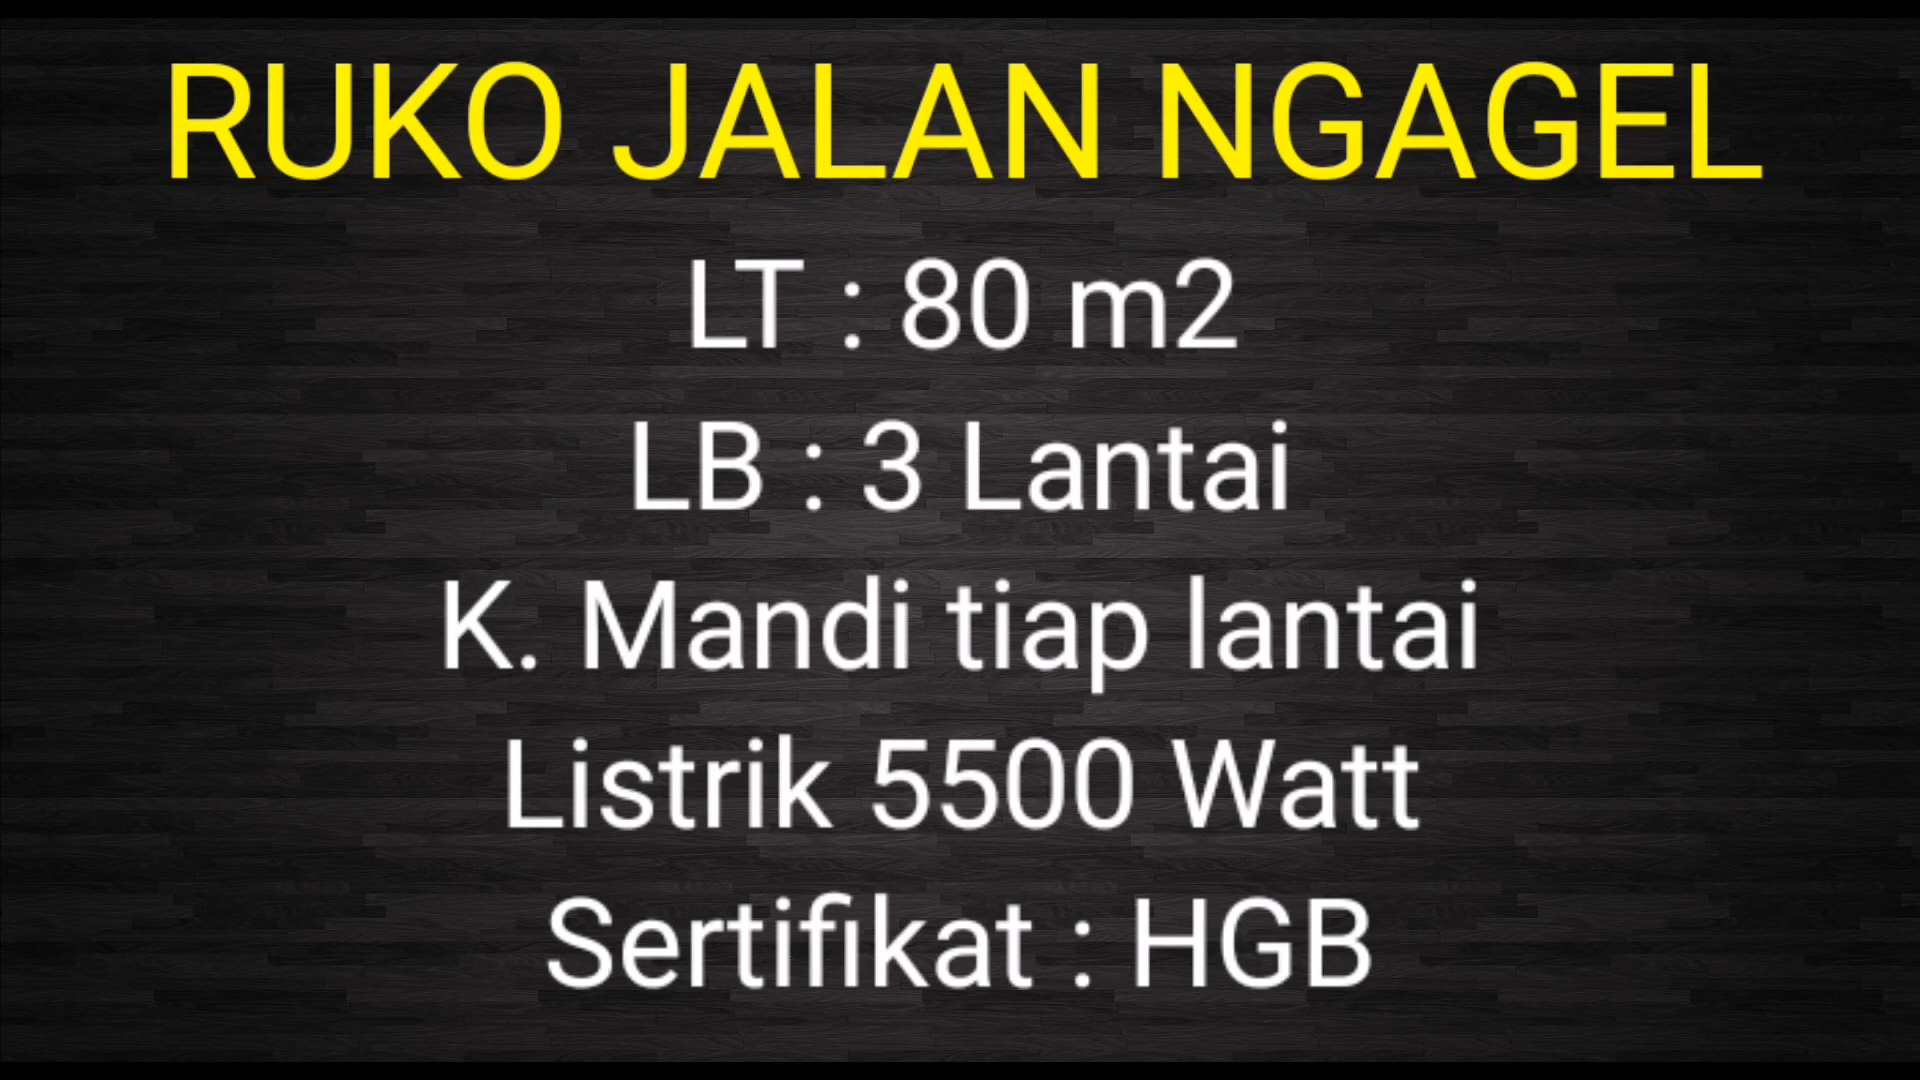 RUKO JALAN NGAGEL
LT : 80 m2
LB : 3 Lantai
K. Mandi tiap lantai
Listrik 5500 Watt
Sertifikat : HGB